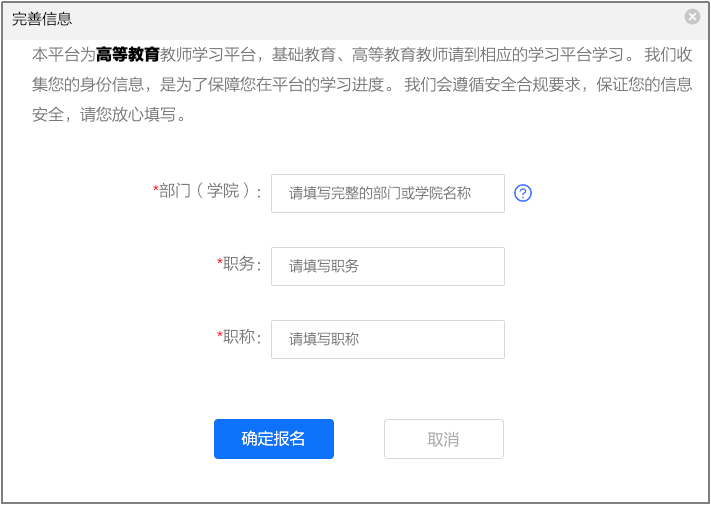 完善信息
本平台为高等教育教师学习平台，基础教育、高等教育教师请到相应的学习平台学习。 我们收
集您的身份信息，是为了保障您在平台的学习进度。 我们会遵循安全合规要求，保证您的信息
安全，请您放心填写。
*部门（学院）： 请填写完整的部门或学院名称 ?
*职务： 请填写职务
*职称： 请填写职称
确定报名 取消